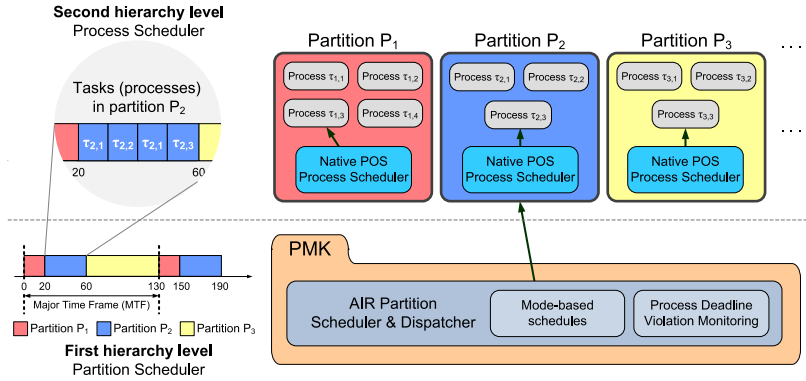 Second hierarchy level
Process Scheduler
Tasks (processes)
in partition P2
τ2,1 τ2,2 τ2,1 τ2,3
20 60
0 20 60 130 150 190
Major Time Frame (MTF)
Partition P1 Partition P2 Partition P3
First hierarchy level
Partition Scheduler
Partition P1
Process τ1,1 Process τ1,2
Process τ1,3 Process τ1,4
Native POS
Process Scheduler
Partition P2
Process τ2,1 Process τ2,2
Process τ2,3
Native POS
Process Scheduler
Partition P3
Process τ3,1 Process τ3,2
Process τ3,3
Native POS
Process Scheduler
...
...
PMK
AIR Partition
Scheduler & Dispatcher
Mode-based
schedules
Process Deadline
Violation Monitoring